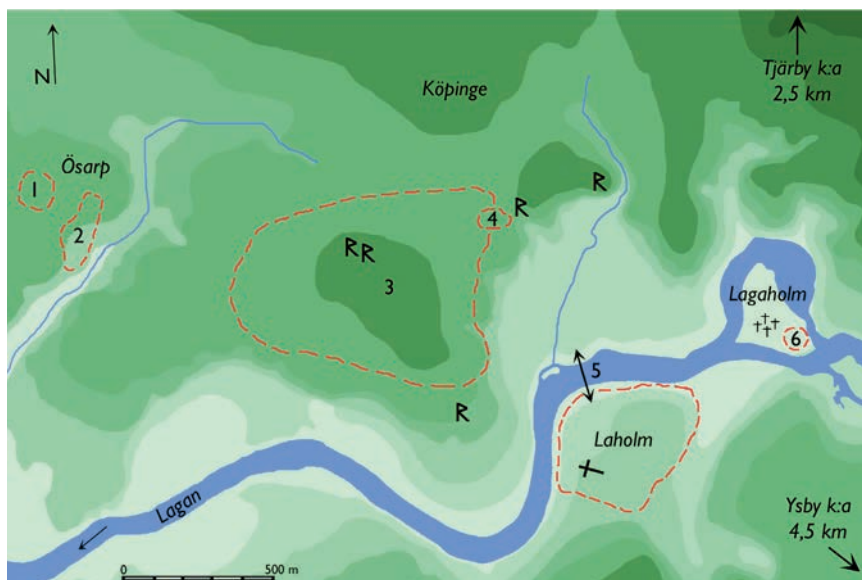 N
Köpinge
Tjärby k:a
2,5 km
Ösarp
1
2
4
3
Lagaholm
6
5
Laholm
Lagan
Ysby k:a
4,5 km
0
500 m